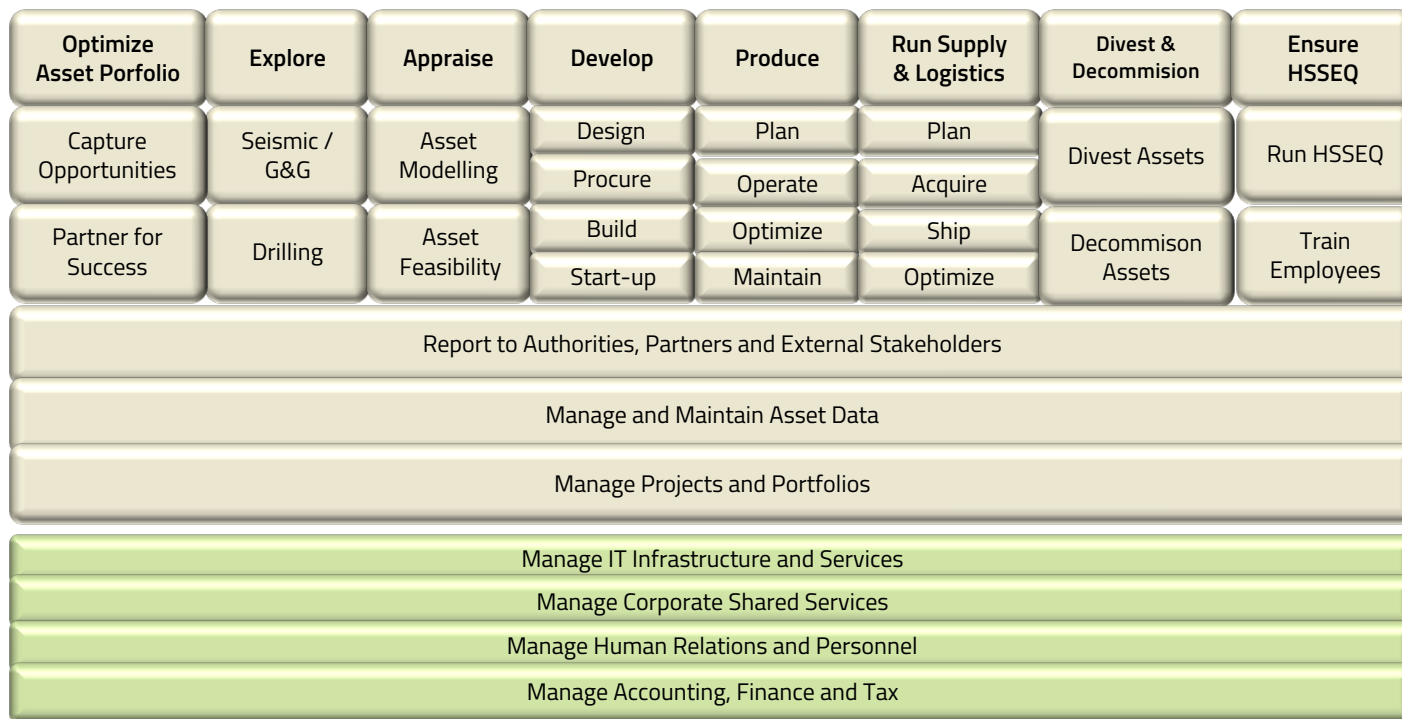 Optimize
Asset Porfolio
Explore
Appraise
Develop
Produce
Run Supply
& Logistics
Divest &
Decommision
Ensure
HSSEQ
Capture
Opportunities
Partner for
Success
Seismic /
G&G
Drilling
Asset
Modelling
Asset
Feasibility
Design
Procure
Build
Start-up
Plan
Operate
Optimize
Maintain
Plan
Acquire
Ship
Optimize
Divest Assets
Decommison
Assets
Run HSSEQ
Train
Employees
Report to Authorities, Partners and External Stakeholders
Manage and Maintain Asset Data
Manage Projects and Portfolios
Manage IT Infrastructure and Services
Manage Corporate Shared Services
Manage Human Relations and Personnel
Manage Accounting, Finance and Tax